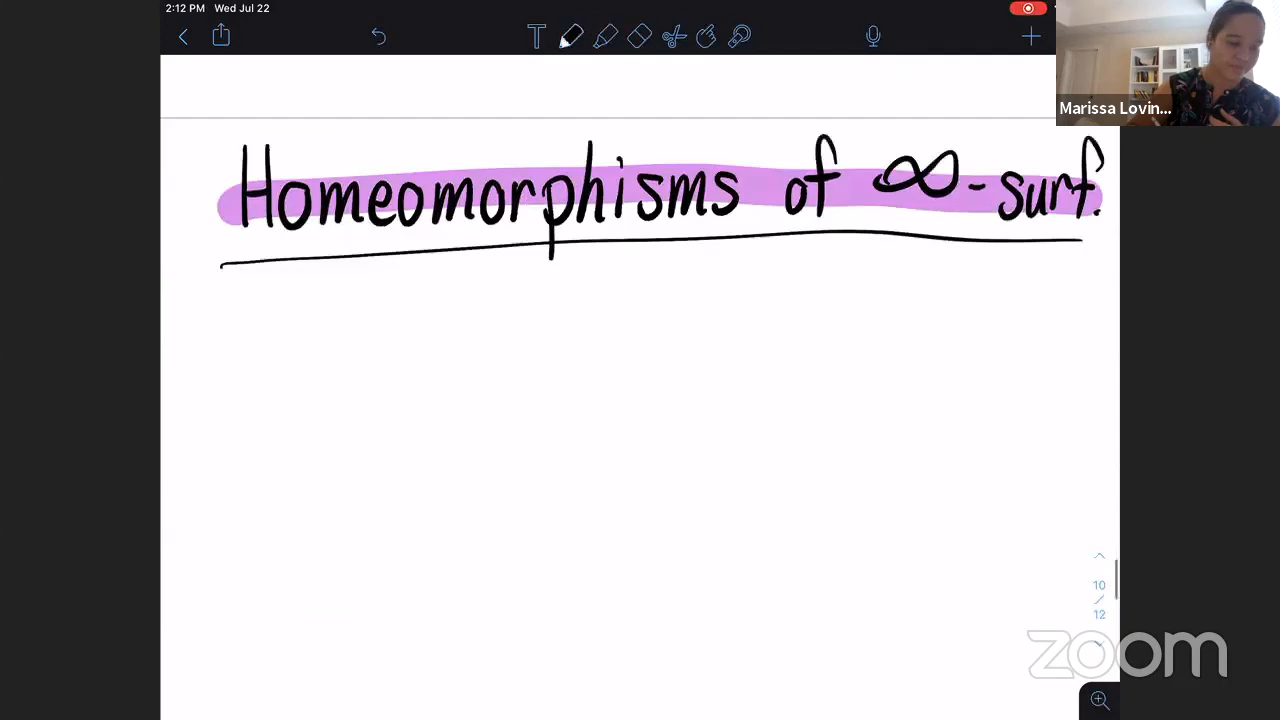 2:12 PM Wed Jul 22
Marissa Lovin...
Homeomorphisms of ∞-surf.
10
12
zoom